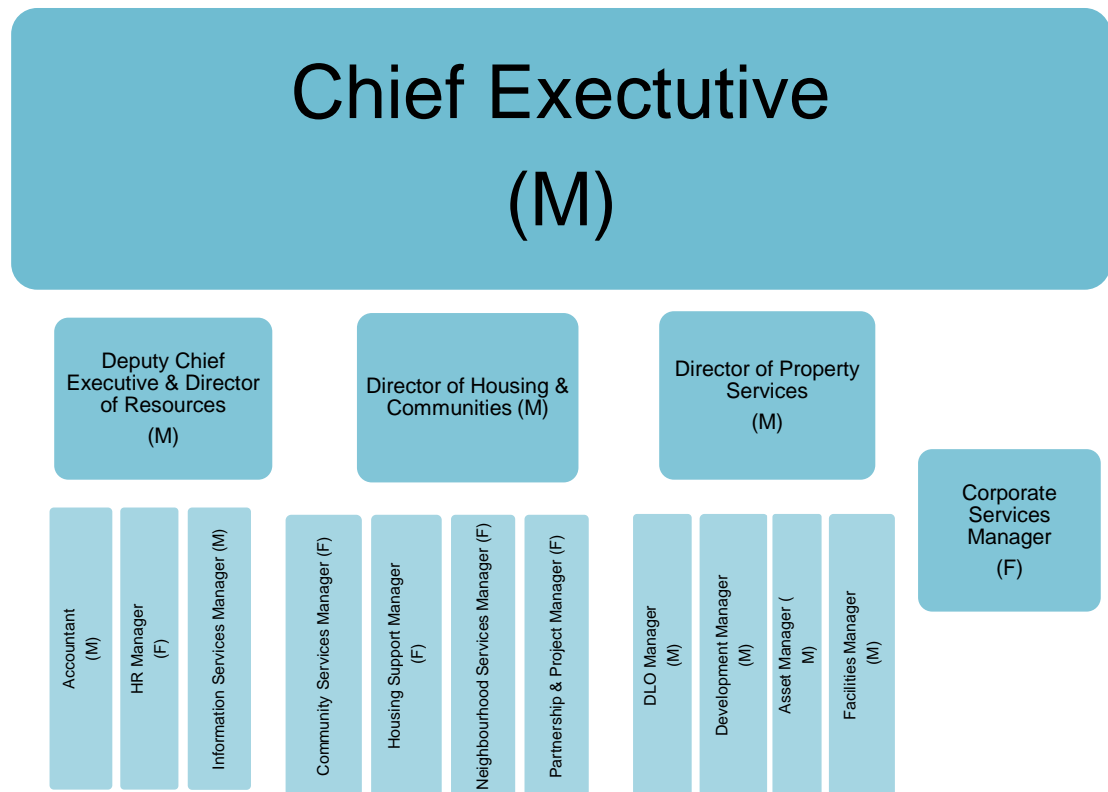 Chief Exectutive
(M)
Deputy Chief
Executive & Director
of Resources
(M)
Director of Housing &
Communities (M)
Director of Property
Services
(M)
Corporate
Services
Manager
(F)
Accountant
(M)
HR Manager
(F)
Information Services Manager (M)
Community Services Manager (F)
Housing Support Manager
(F)
Neighbourhood Services Manager (F)
Partnership & Project Manager (F)
DLO Manager
(M)
Development Manager
(M)
Asset Manager (
M)
Facilities Manager
(M)